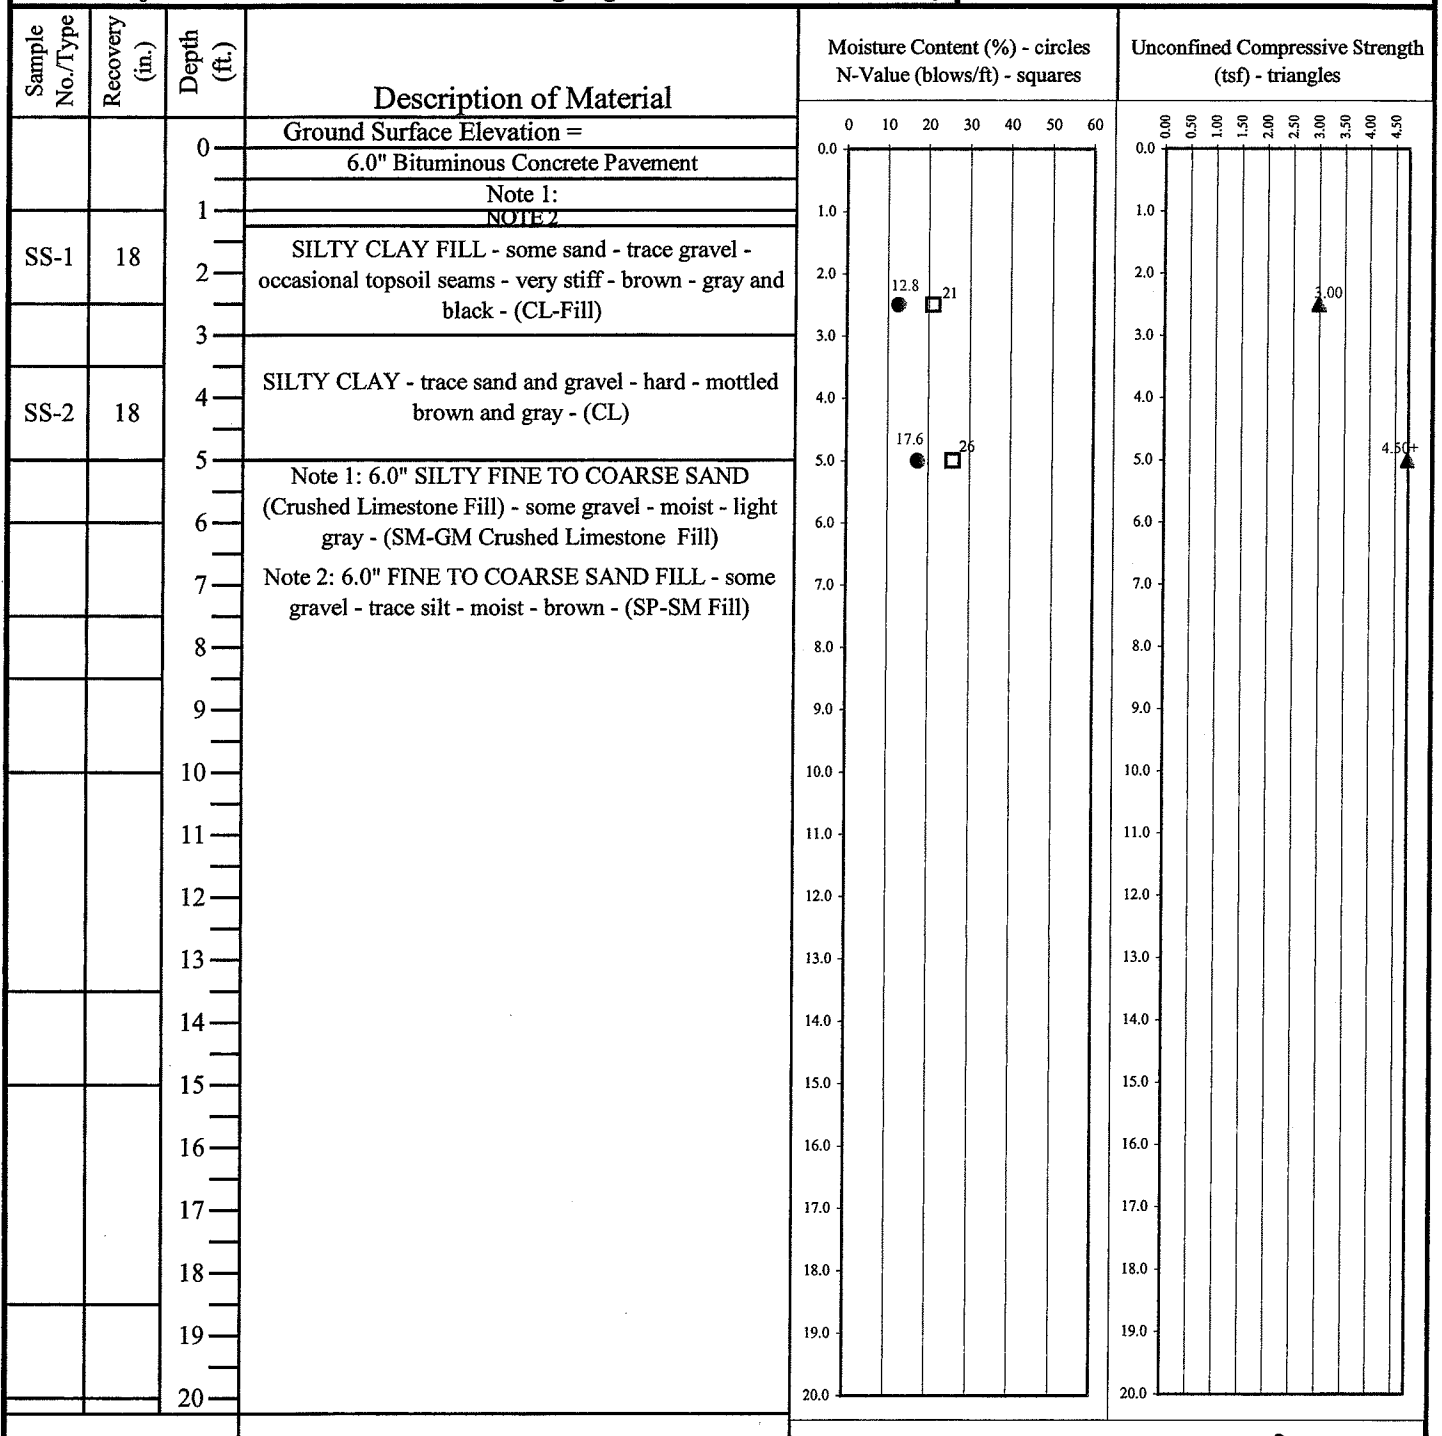 Sample No./Type
Recovery (in.)
Depth (ft.)
Description of Material
Moisture Content (%) - circles
N-Value (blows/ft) - squares
Unconfined Compressive Strength
(tsf) - triangles
Ground Surface Elevation =
0 10 20 30 40 50 60
0.00 0.50 1.00 1.50 2.00 2.50 3.00 3.50 4.00 4.50
0
6.0" Bituminous Concrete Pavement
Note 1:
1
NOTE 2
SS-1 18
SILTY CLAY FILL - some sand - trace gravel -
occasional topsoil seams - very stiff - brown - gray and
black - (CL-Fill)
2
3
SILTY CLAY - trace sand and gravel - hard - mottled
brown and gray - (CL)
SS-2 18
4
5
Note 1: 6.0" SILTY FINE TO COARSE SAND
(Crushed Limestone Fill) - some gravel - moist - light
gray - (SM-GM Crushed Limestone Fill)
6
Note 2: 6.0" FINE TO COARSE SAND FILL - some
gravel - trace silt - moist - brown - (SP-SM Fill)
7
8
9
10
11
12
13
14
15
16
17
18
19
20
0.0
1.0
2.0
12.8 21
3.0
4.0
17.6 26
5.0
6.0
7.0
8.0
9.0
10.0
11.0
12.0
13.0
14.0
15.0
16.0
17.0
18.0
19.0
20.0
0.0
1.0
2.0
3.00
3.0
4.0
4.50+
5.0
6.0
7.0
8.0
9.0
10.0
11.0
12.0
13.0
14.0
15.0
16.0
17.0
18.0
19.0
20.0